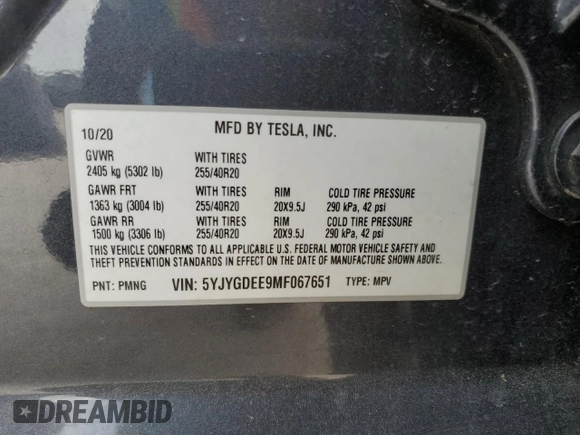 10/20 MFD BY TESLA, INC.
GVWR WITH TIRES
2405 kg (5302 lb) 255/40R20
GAWR FRT WITH TIRES RIM COLD TIRE PRESSURE
1363 kg (3004 lb) 255/40R20 20X9.5J 290 kPa, 42 psi
GAWR RR WITH TIRES RIM COLD TIRE PRESSURE
1500 kg (3306 lb) 255/40R20 20X9.5J 290 kPa, 42 psi
THIS VEHICLE CONFORMS TO ALL APPLICABLE U.S. FEDERAL MOTOR VEHICLE SAFETY AND
THEFT PREVENTION STANDARDS IN EFFECT ON THE DATE OF MANUFACTURE SHOWN ABOVE.
PNT: PMNG VIN: 5YJYGDEE9MF067651 TYPE: MPV
DREAMBID